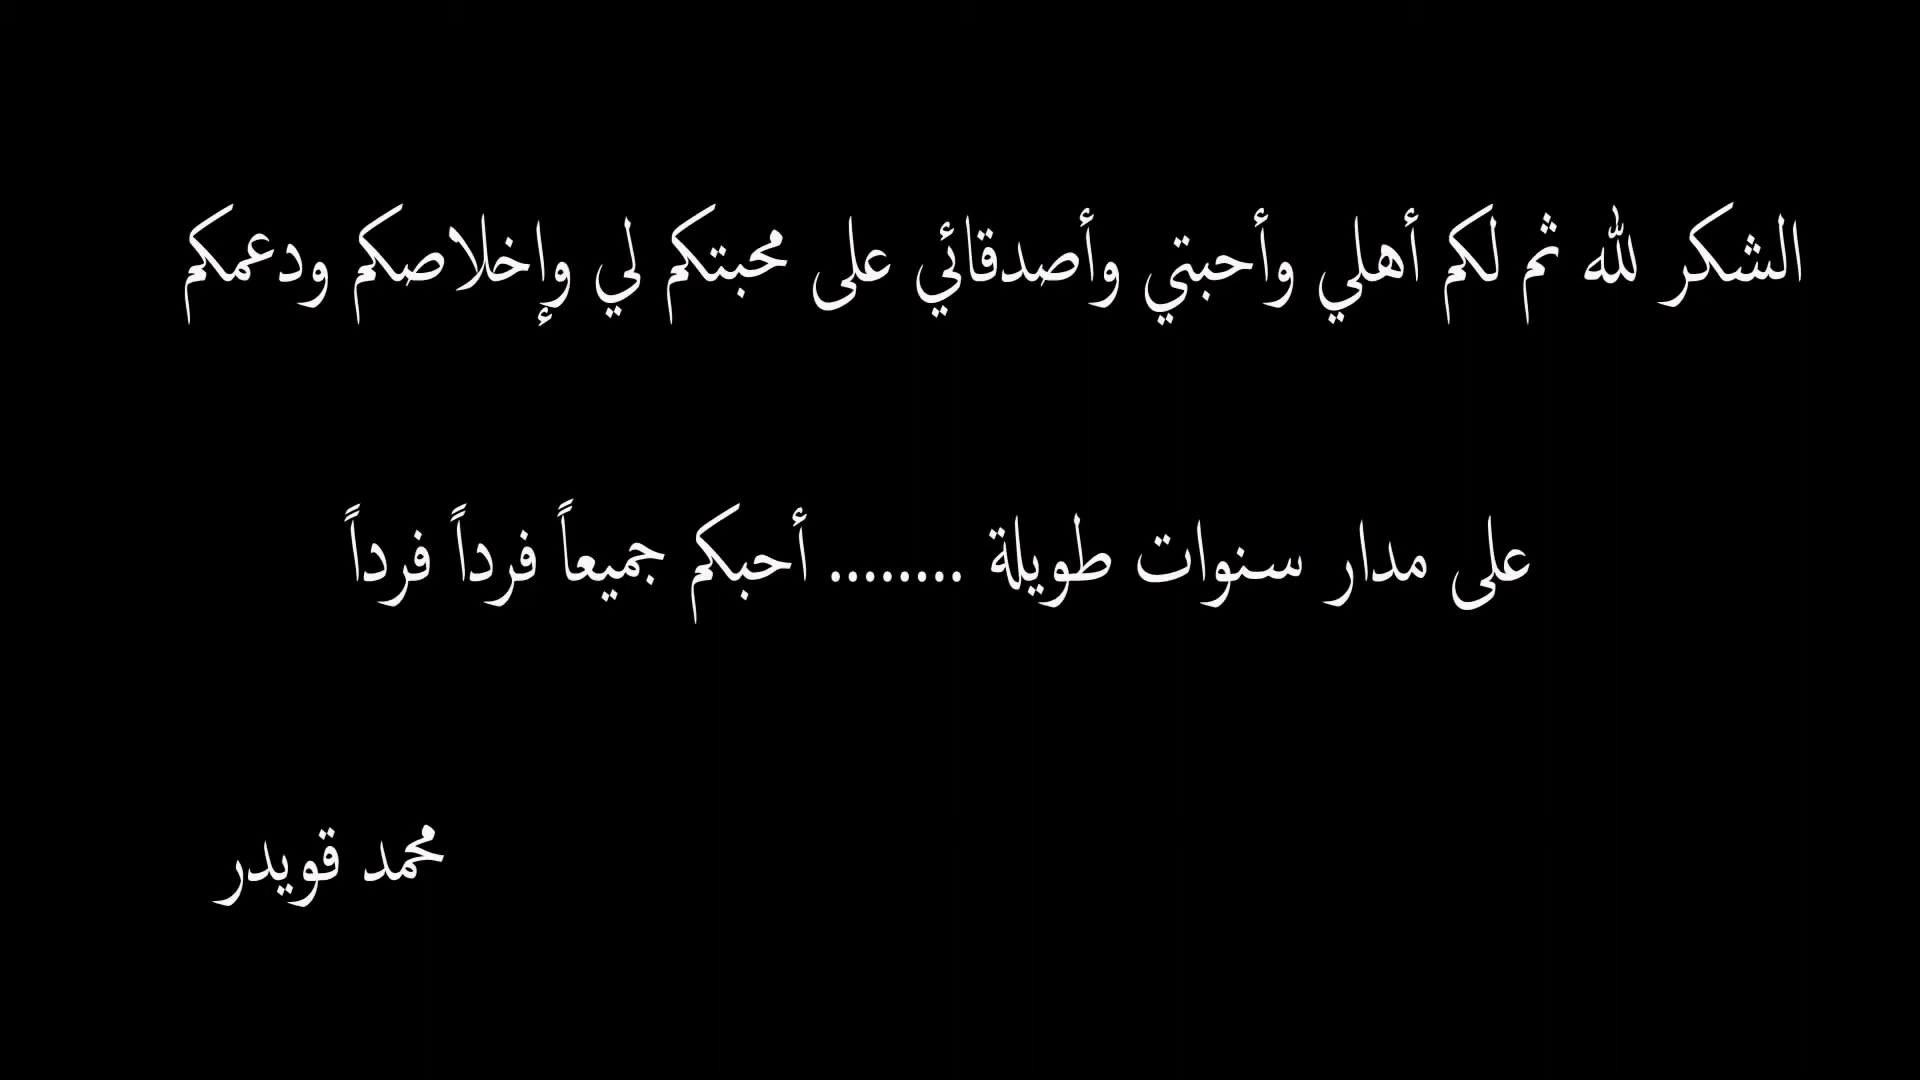 الشكر لله ثم لكم أهلي وأحبتي وأصدقائي على محبتكم لي وإخلاصكم ودعمكم
على مدار سنوات طويلة ........ أحبكم جميعاً فرداً فرداً
محمد قويدر